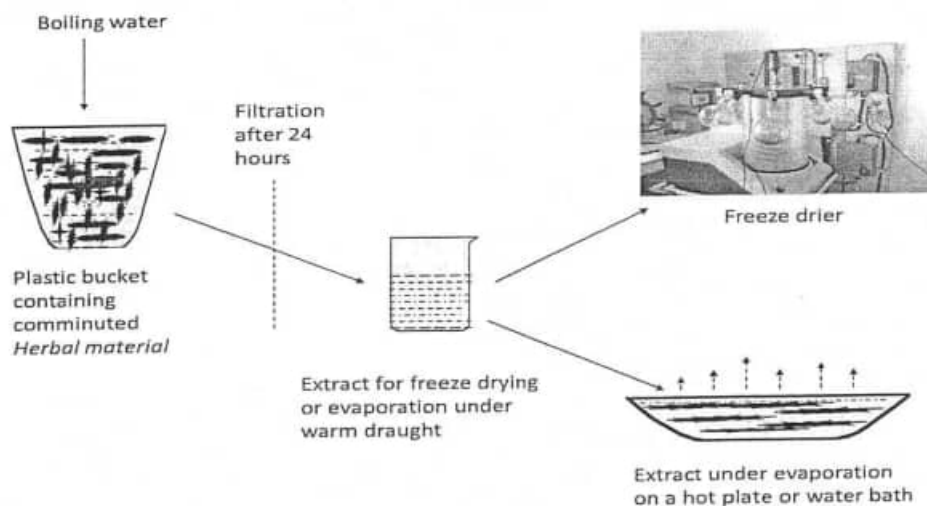 Boiling water
Filtration
after 24
hours
Freeze drier
Plastic bucket
containing
comminuted
Herbal material
Extract for freeze drying
or evaporation under
warm draught
Extract under evaporation
on a hot plate or water bath